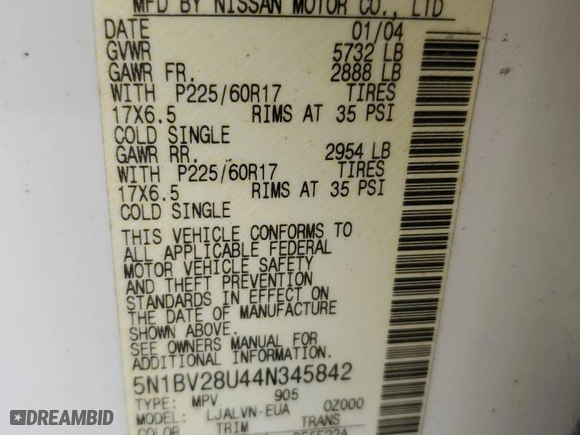 MFD BY NISSAN MOTOR CO., LTD
DATE 01/04
GVWR 5732 LB
GAWR FR. 2888 LB
WITH P225/60R17 TIRES
17X6.5 RIMS AT 35 PSI
COLD SINGLE
GAWR RR. 2954 LB
WITH P225/60R17 TIRES
17X6.5 RIMS AT 35 PSI
COLD SINGLE
THIS VEHICLE CONFORMS TO
ALL APPLICABLE FEDERAL
MOTOR VEHICLE SAFETY
AND THEFT PREVENTION
STANDARDS IN EFFECT ON
THE DATE OF MANUFACTURE
SHOWN ABOVE.
SEE OWNERS MANUAL FOR
ADDITIONAL INFORMATION
5N1BV28U44N345842
TYPE: MPV 905
MODEL: LJALVN-EUA 0Z000
COLOR TRIM TRANS
DREAMBID